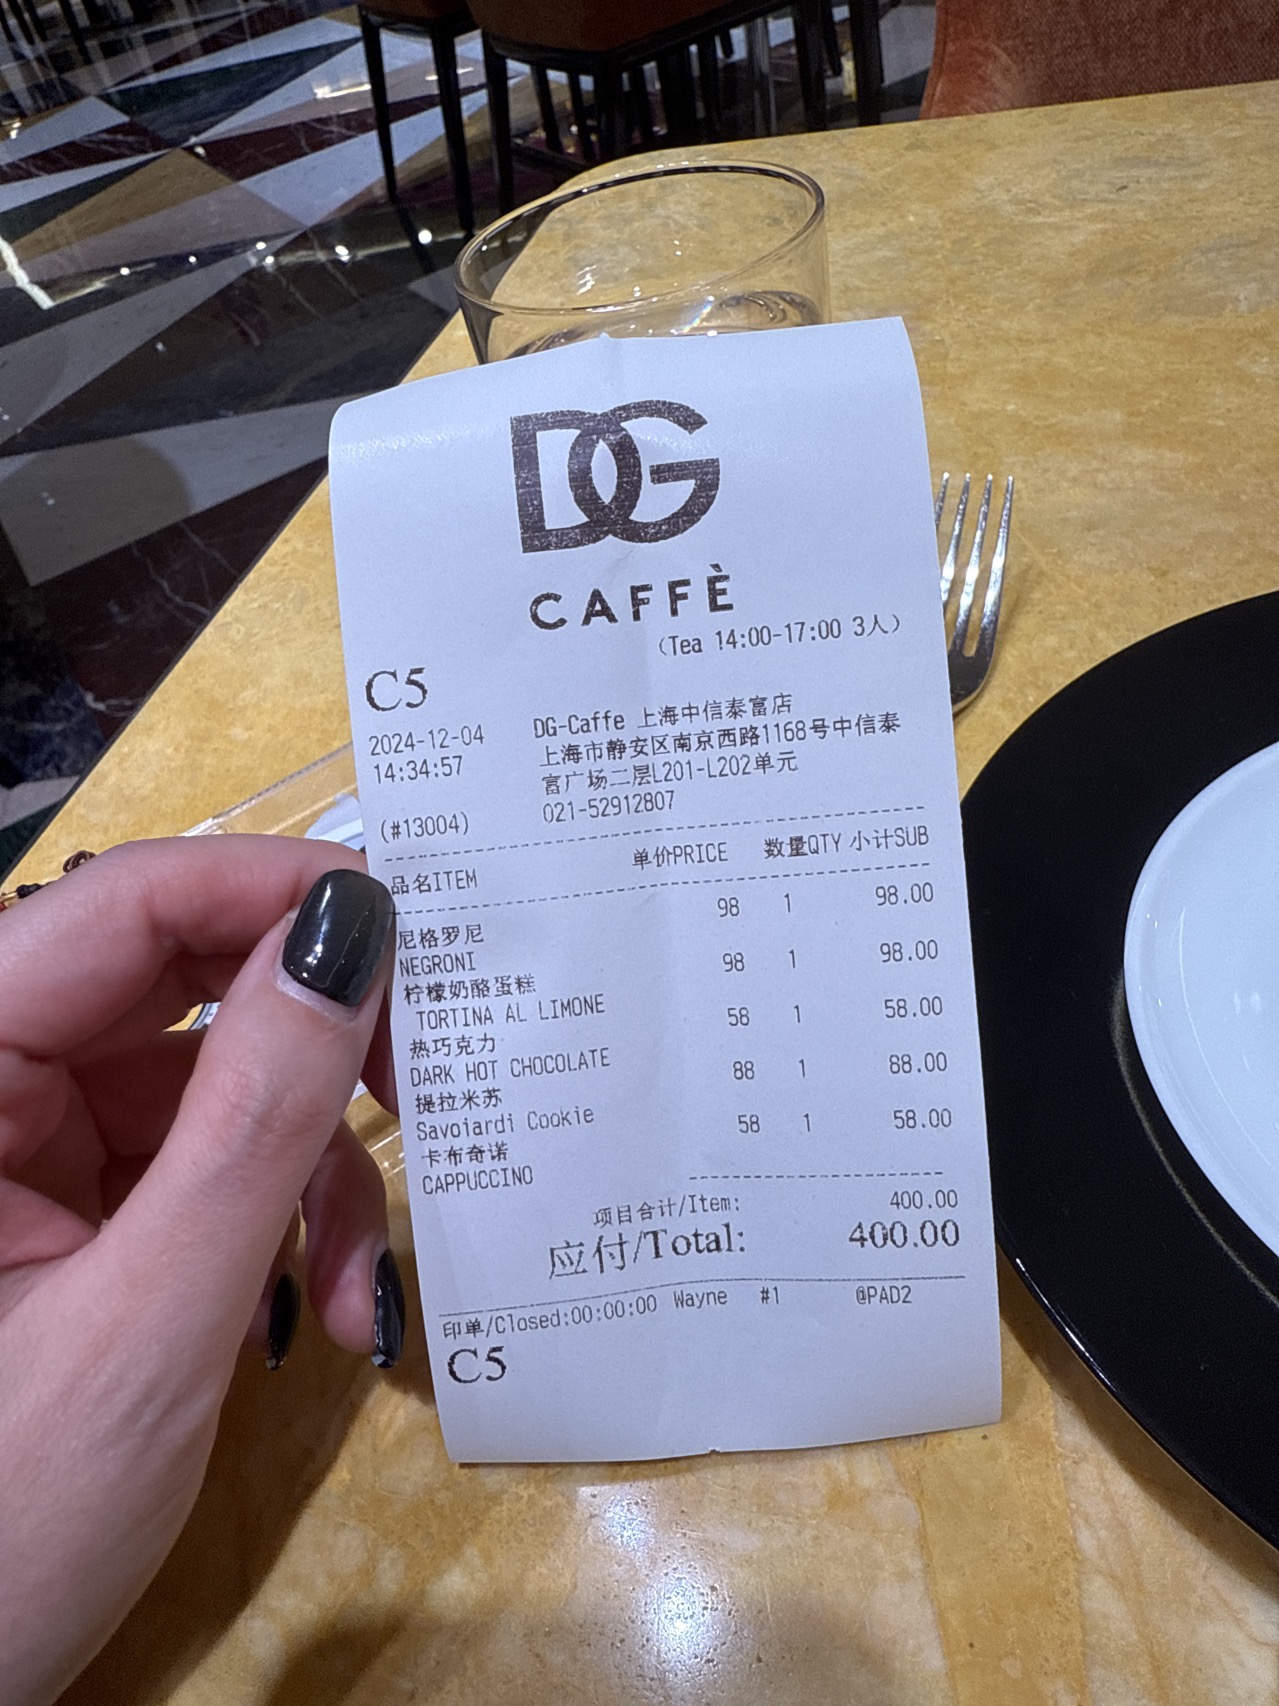 DG
CAFFÈ
(Tea 14:00-17:00 3人)
C5
2024-12-04
14:34:57
(#13004)
DG-Caffe 上海中信泰富店
上海市静安区南京西路1168号中信泰
富广场二层L201-L202单元
021-52912807
品名ITEM 单价PRICE 数量QTY 小计SUB
98 1 98.00
尼格罗尼
NEGRONI
98 1 98.00
柠檬奶酪蛋糕
TORTINA AL LIMONE
58 1 58.00
热巧克力
DARK HOT CHOCOLATE
88 1 88.00
提拉米苏
Savoiardi Cookie
58 1 58.00
卡布奇诺
CAPPUCCINO
项目合计/Item: 400.00
应付/Total: 400.00
印单/Closed:00:00:00 Wayne #1 @PAD2
C5